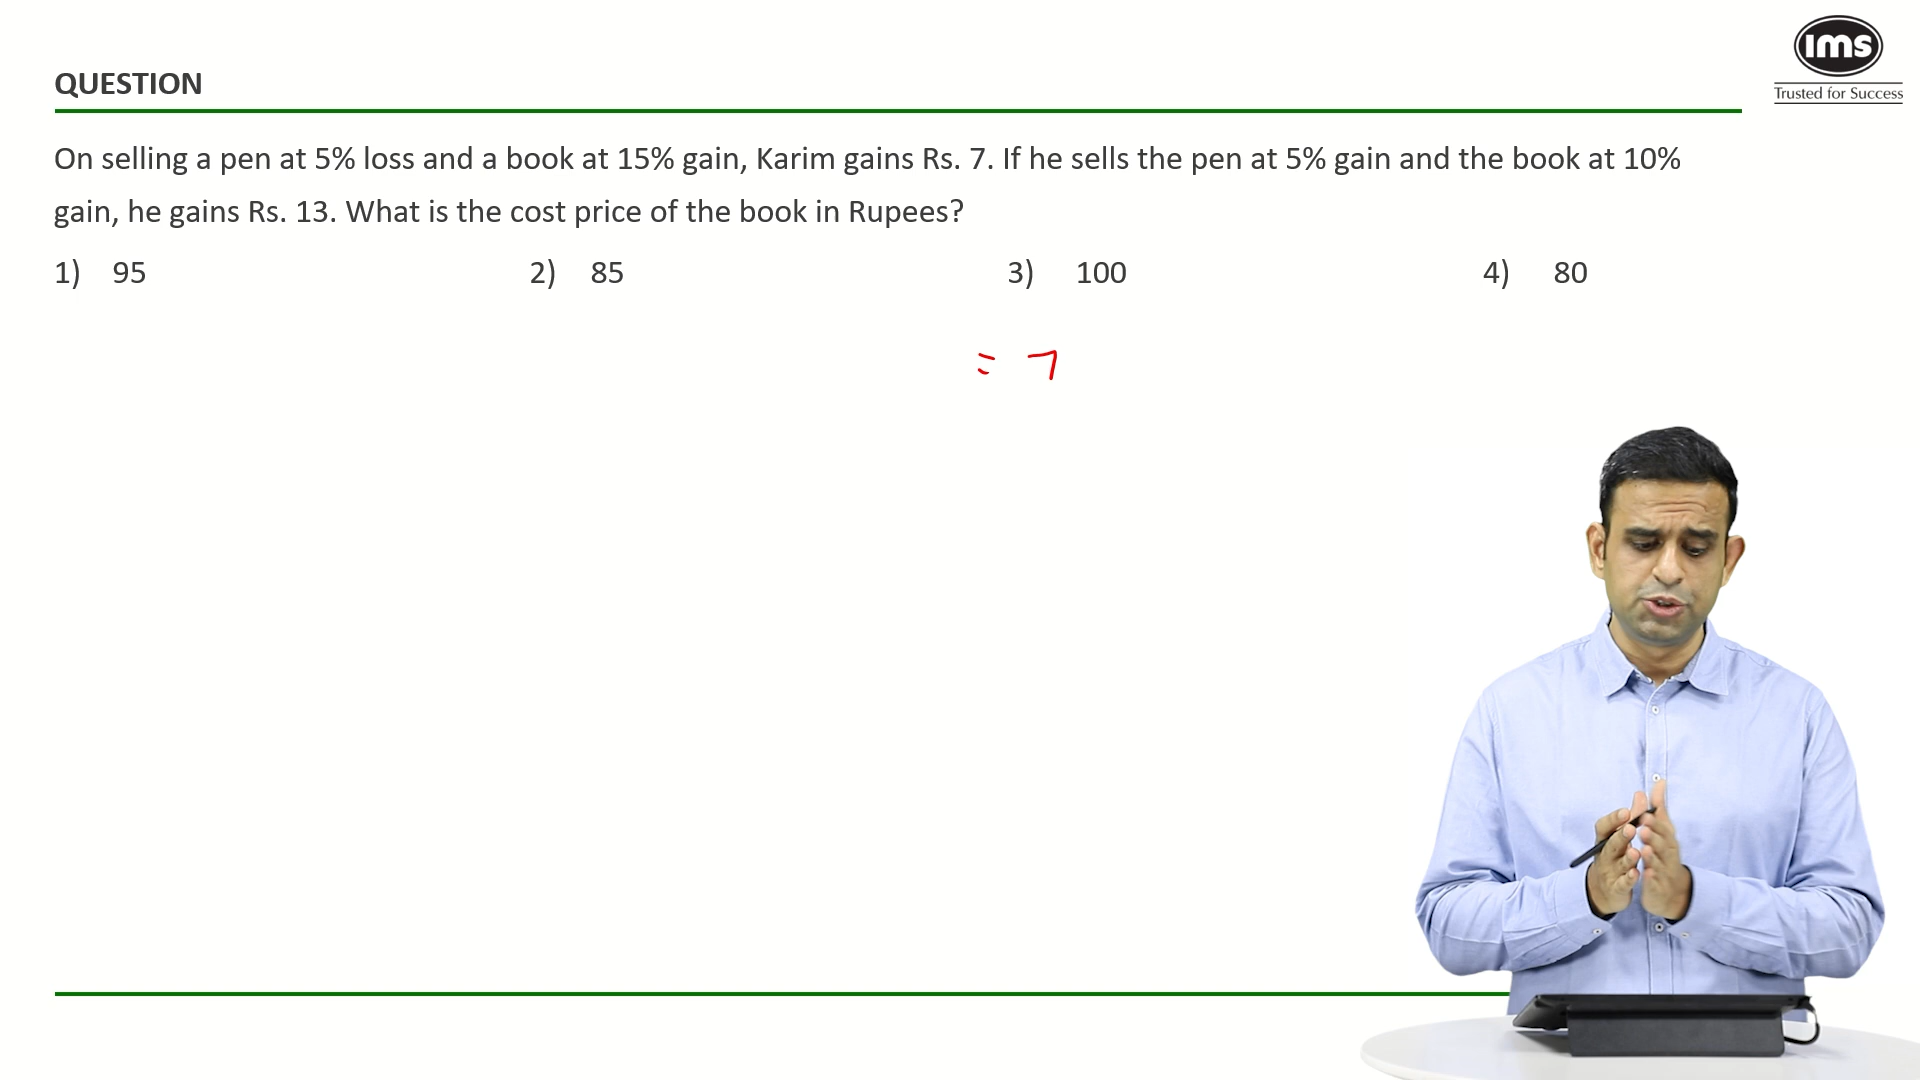 ims
Trusted for Success
QUESTION
On selling a pen at 5% loss and a book at 15% gain, Karim gains Rs. 7. If he sells the pen at 5% gain and the book at 10%
gain, he gains Rs. 13. What is the cost price of the book in Rupees?
1) 95 2) 85 3) 100 4) 80
= 7